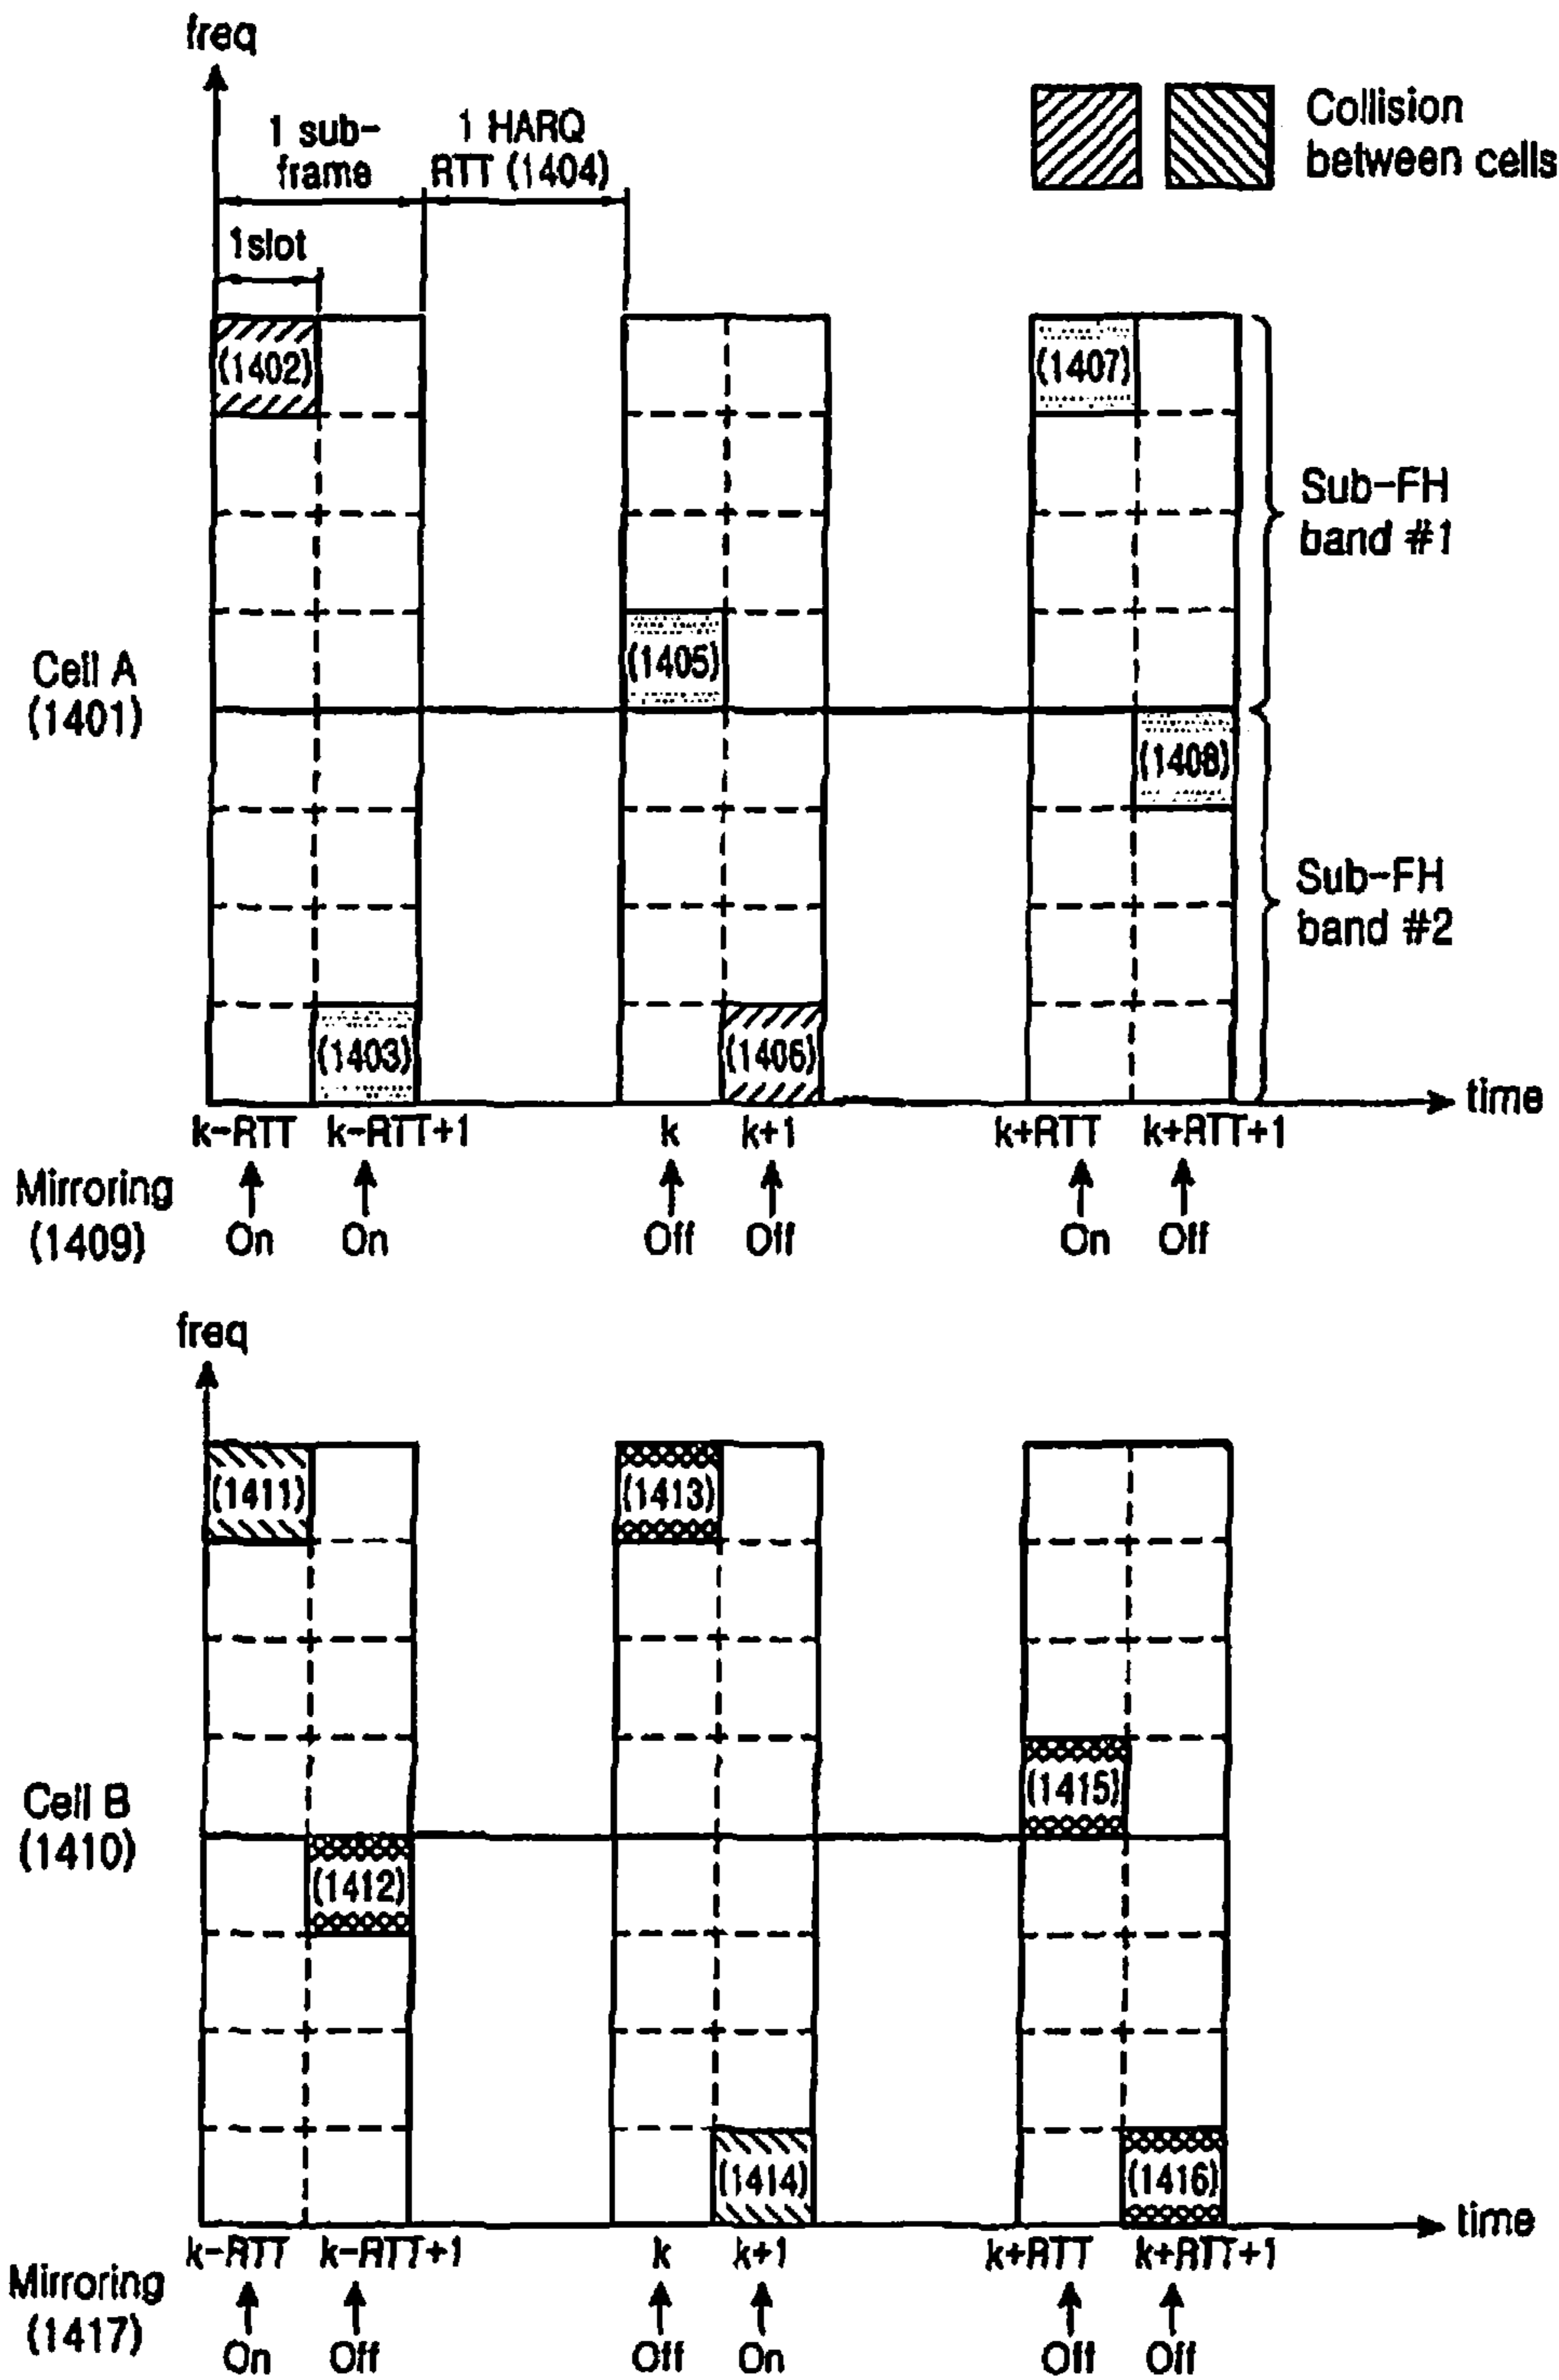 freq
1 sub-
frame
1 HARQ
RTT (1404)
1slot
Collision
between cells
(1402)
(1407)
Sub-FH
band #1
(1405)
Cell A
(1401)
(1408)
Sub-FH
band #2
(1403)
(1406)
time
k-RTT k-RTT+1 k k+1 k+RTT k+RTT+1
Mirroring
(1409)
On On Off Off On Off
freq
(1411)
(1413)
Cell B
(1410)
(1415)
(1412)
(1414)
(1416)
time
k-RTT k-RTT+1 k k+1 k+RTT k+RTT+1
Mirroring
(1417)
On Off Off On Off Off